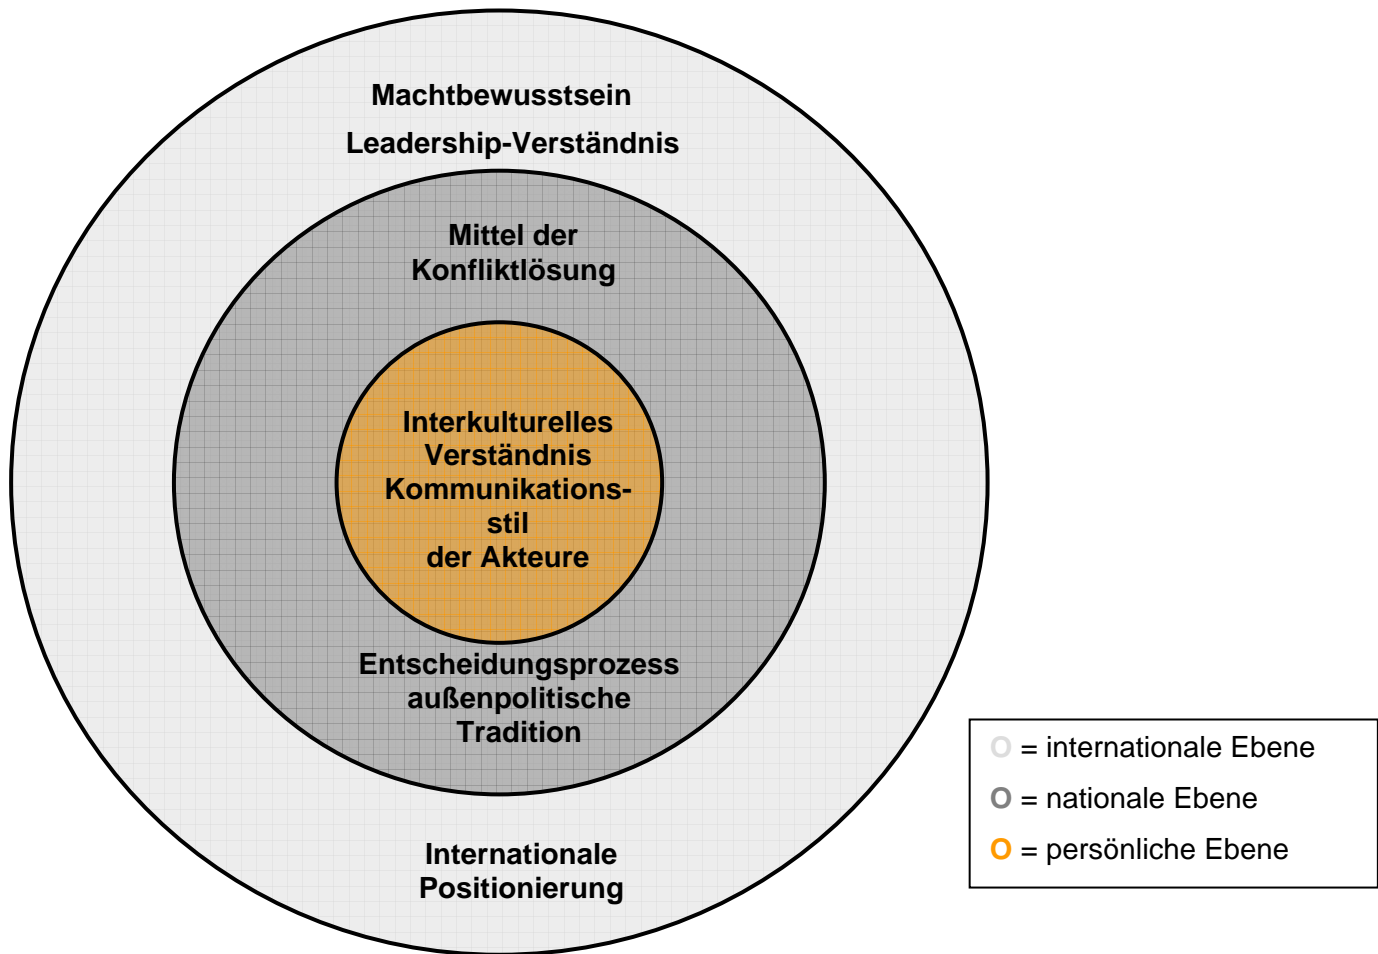 Machtbewusstsein
Leadership-Verständnis
Mittel der
Konfliktlösung
Interkulturelles
Verständnis
Kommunikations-
stil
der Akteure
Entscheidungsprozess
außenpolitische
Tradition
Internationale
Positionierung
O = internationale Ebene
O = nationale Ebene
O = persönliche Ebene